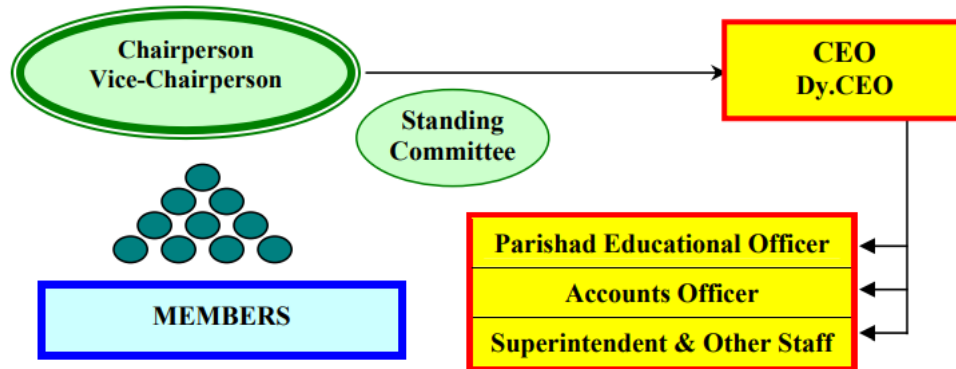 Chairperson
Vice-Chairperson
CEO
Dy.CEO
Standing
Committee
Parishad Educational Officer
Accounts Officer
Superintendent & Other Staff
MEMBERS